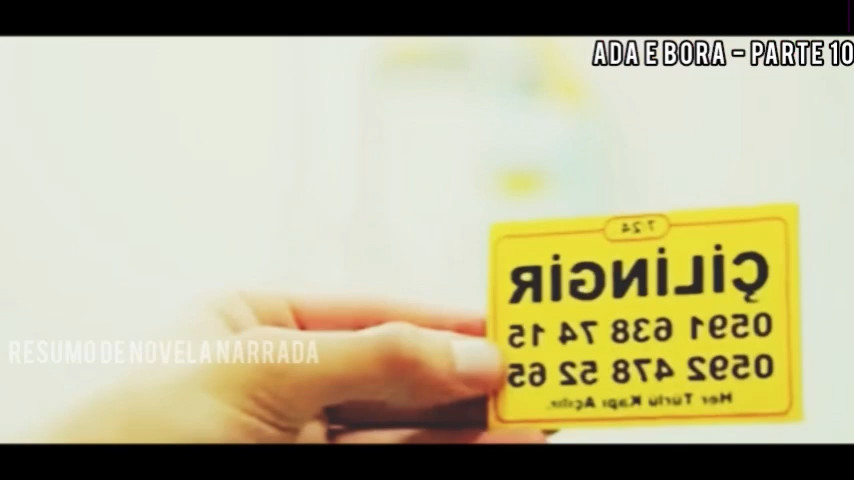 ADA E BORA - PARTE 10
7/24
ÇİLİNGİR
0591 638 74 15
0592 478 52 65
Her Türlü Kapı Açılır.
RESUMO DE NOVELA NARRADA